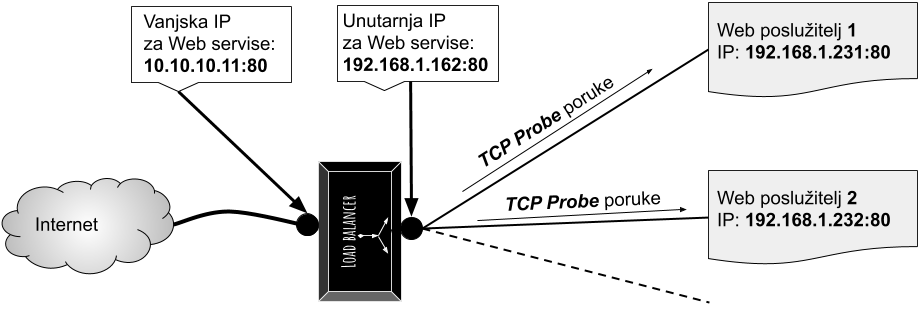 Vanjska IP
za Web servise:
10.10.10.11:80
Unutarnja IP
za Web servise:
192.168.1.162:80
Web poslužitelj 1
IP: 192.168.1.231:80
TCP Probe poruke
Internet
LOAD BALANCER
TCP Probe poruke
Web poslužitelj 2
IP: 192.168.1.232:80